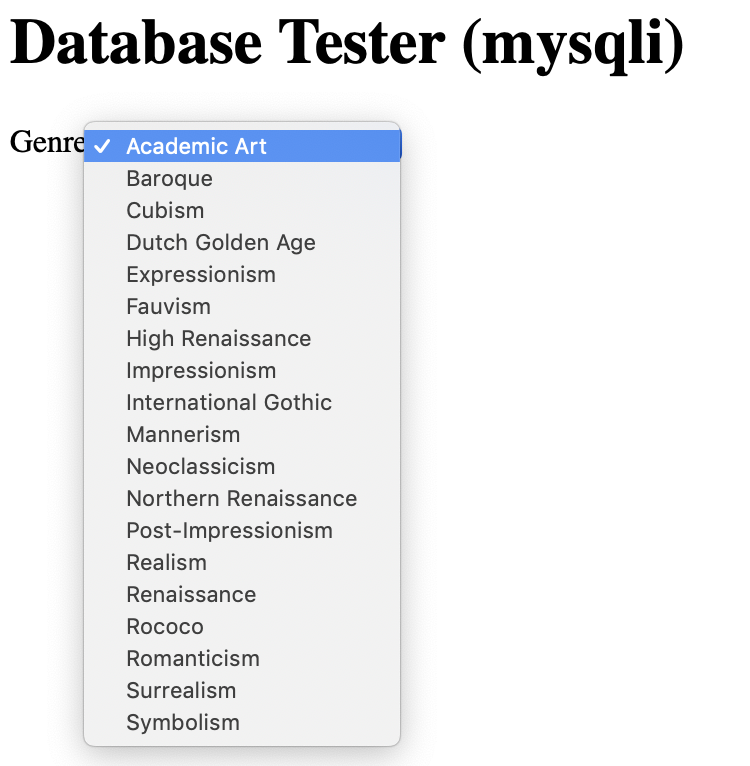 Database Tester (mysqli)
Genre ✓ Academic Art
Baroque
Cubism
Dutch Golden Age
Expressionism
Fauvism
High Renaissance
Impressionism
International Gothic
Mannerism
Neoclassicism
Northern Renaissance
Post-Impressionism
Realism
Renaissance
Rococo
Romanticism
Surrealism
Symbolism